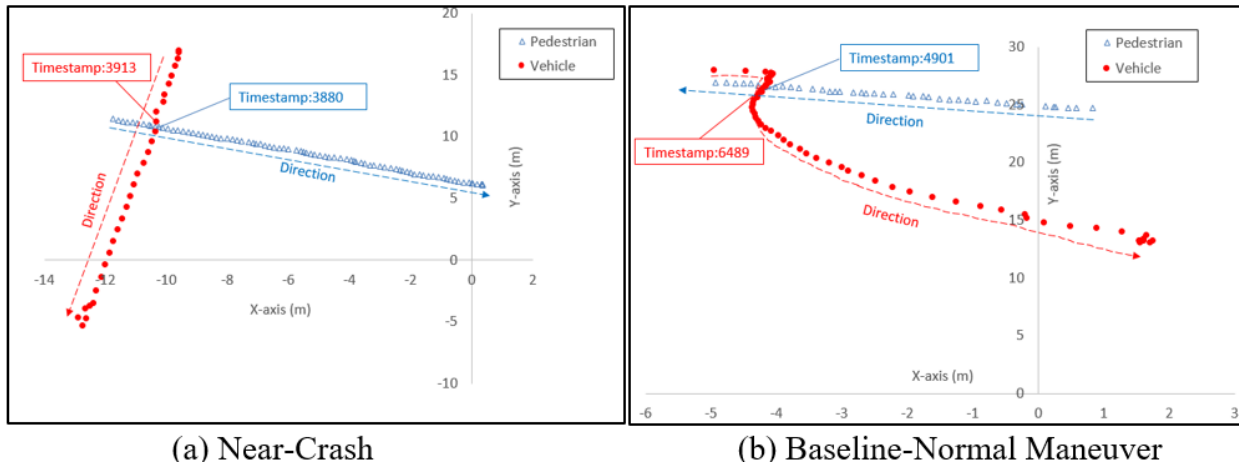 20
Pedestrian
Vehicle
Timestamp:3913
15
Timestamp:3880
10
Direction
Direction
5
Y-axis (m)
0
-14 -12 -10 -8 -6 -4 -2 0 2
X-axis (m)
-5
-10
(a) Near-Crash
30
Pedestrian
Vehicle
Timestamp:4901
25
Direction
Timestamp:6489
20
Y-axis (m)
Direction
15
10
5
X-axis (m)
0
-6 -5 -4 -3 -2 -1 0 1 2 3
(b) Baseline-Normal Maneuver